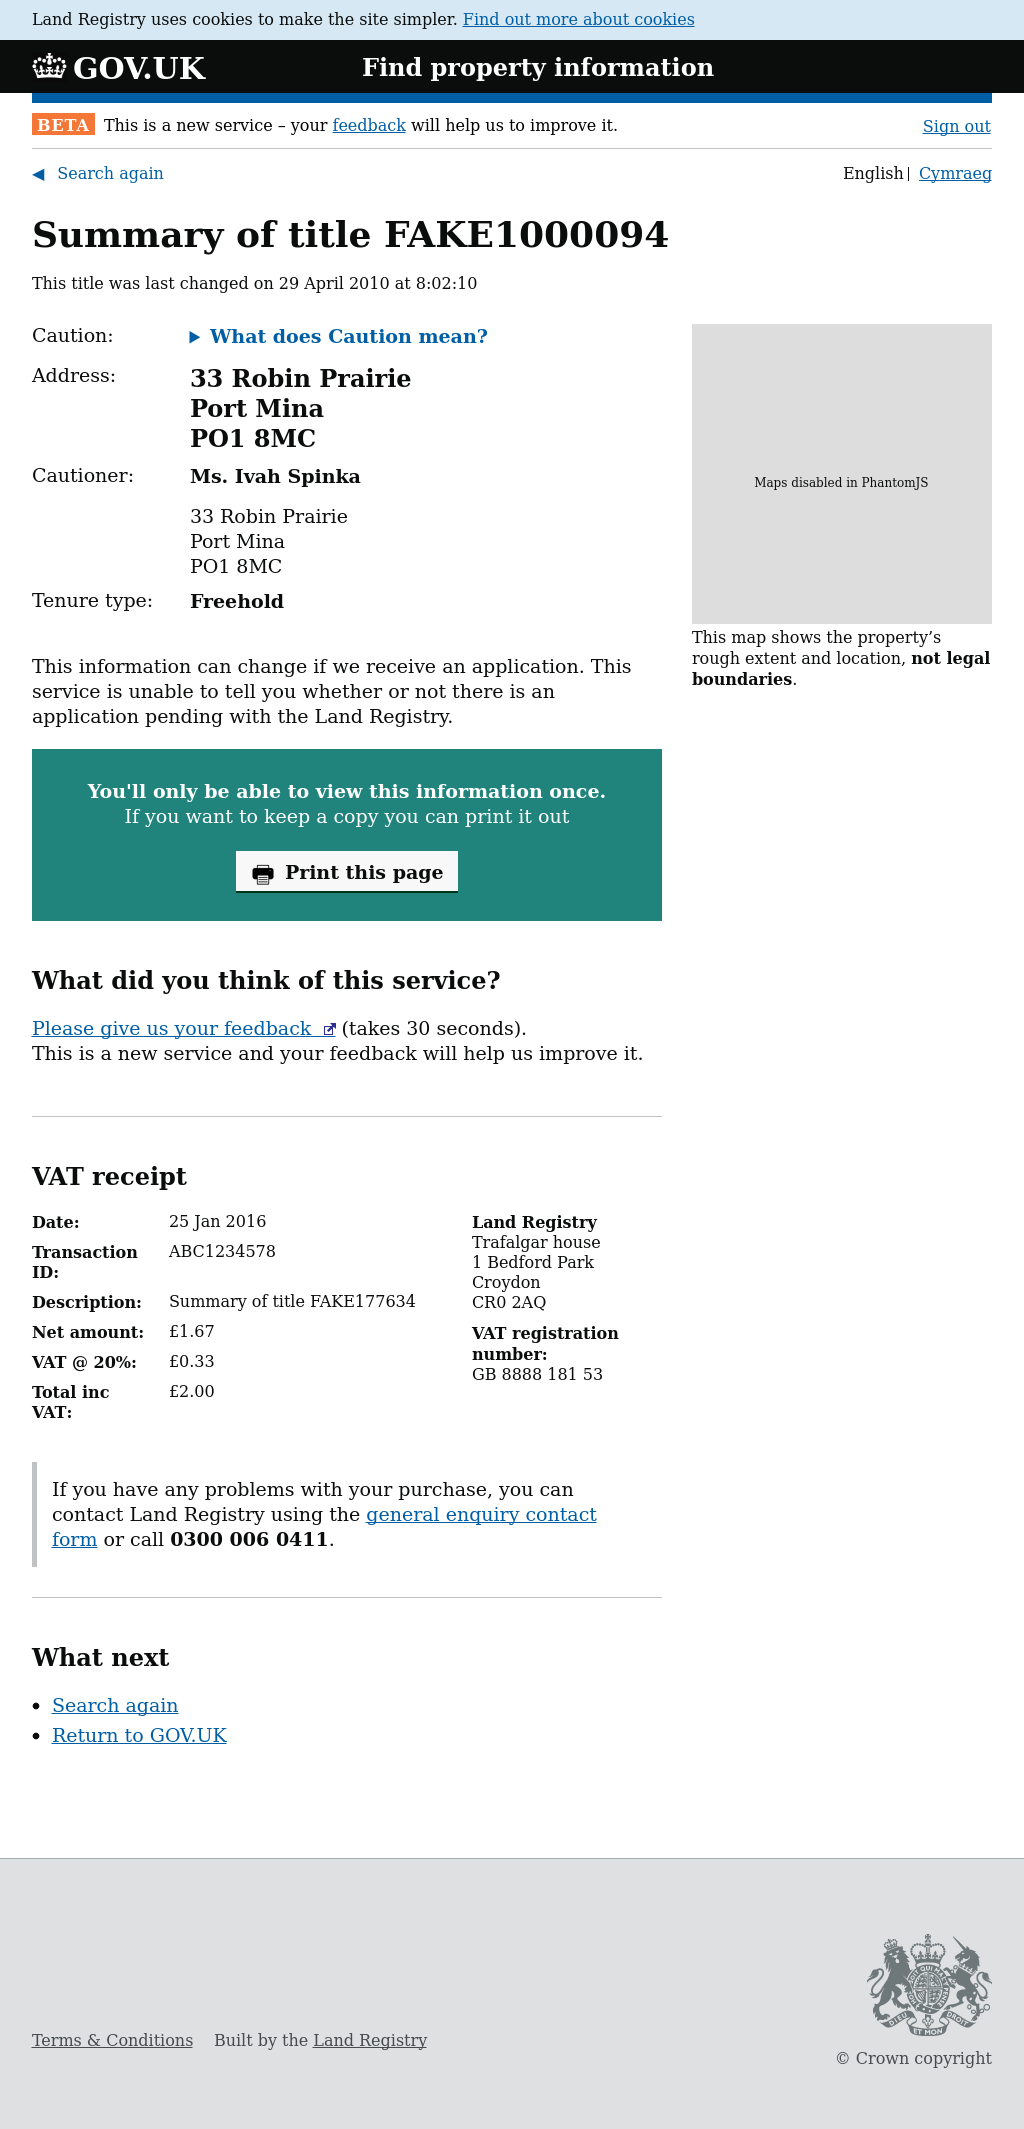 Land Registry uses cookies to make the site simpler. Find out more about cookies
GOV.UK
Find property information
BETA This is a new service – your feedback will help us to improve it.
Sign out
◀ Search again
English | Cymraeg
Summary of title FAKE1000094
This title was last changed on 29 April 2010 at 8:02:10
Caution: ▶ What does Caution mean?
Address: 33 Robin Prairie
Port Mina
PO1 8MC
Cautioner: Ms. Ivah Spinka
33 Robin Prairie
Port Mina
PO1 8MC
Tenure type: Freehold
Maps disabled in PhantomJS
This map shows the property’s
rough extent and location, not legal
boundaries.
This information can change if we receive an application. This
service is unable to tell you whether or not there is an
application pending with the Land Registry.
You'll only be able to view this information once.
If you want to keep a copy you can print it out
Print this page
What did you think of this service?
Please give us your feedback (takes 30 seconds).
This is a new service and your feedback will help us improve it.
VAT receipt
Date: 25 Jan 2016
Transaction ABC1234578
ID:
Description: Summary of title FAKE177634
Net amount: £1.67
VAT @ 20%: £0.33
Total inc £2.00
VAT:
Land Registry
Trafalgar house
1 Bedford Park
Croydon
CR0 2AQ
VAT registration
number:
GB 8888 181 53
If you have any problems with your purchase, you can
contact Land Registry using the general enquiry contact
form or call 0300 006 0411.
What next
• Search again
• Return to GOV.UK
Terms & Conditions Built by the Land Registry
DIEU ET MON DROIT
© Crown copyright